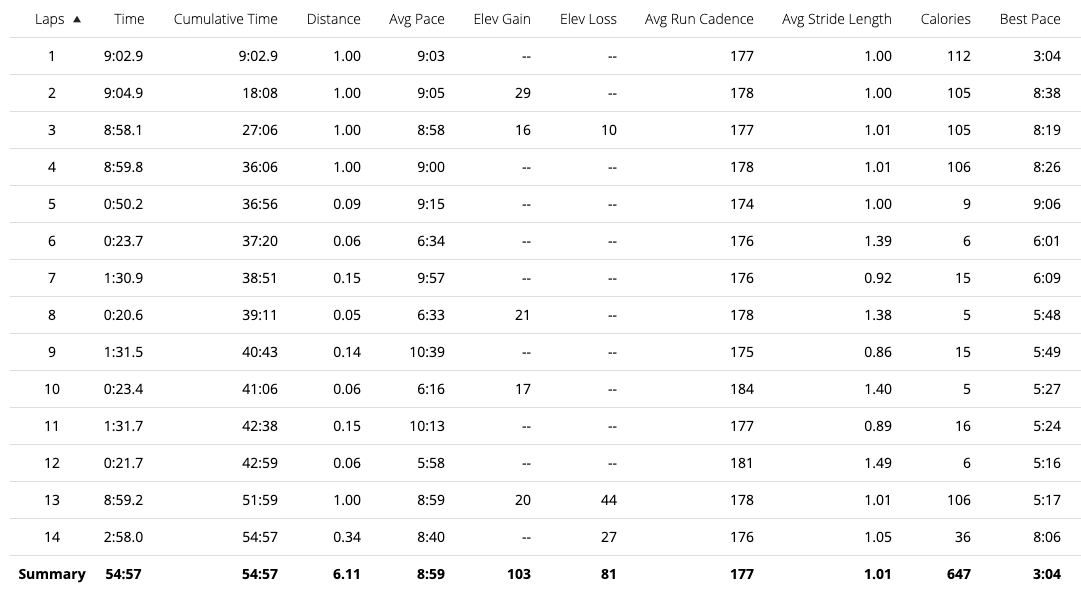 Laps ▲ Time Cumulative Time Distance Avg Pace Elev Gain Elev Loss Avg Run Cadence Avg Stride Length Calories Best Pace
1 9:02.9 9:02.9 1.00 9:03 -- -- 177 1.00 112 3:04
2 9:04.9 18:08 1.00 9:05 29 -- 178 1.00 105 8:38
3 8:58.1 27:06 1.00 8:58 16 10 177 1.01 105 8:19
4 8:59.8 36:06 1.00 9:00 -- -- 178 1.01 106 8:26
5 0:50.2 36:56 0.09 9:15 -- -- 174 1.00 9 9:06
6 0:23.7 37:20 0.06 6:34 -- -- 176 1.39 6 6:01
7 1:30.9 38:51 0.15 9:57 -- -- 176 0.92 15 6:09
8 0:20.6 39:11 0.05 6:33 21 -- 178 1.38 5 5:48
9 1:31.5 40:43 0.14 10:39 -- -- 175 0.86 15 5:49
10 0:23.4 41:06 0.06 6:16 17 -- 184 1.40 5 5:27
11 1:31.7 42:38 0.15 10:13 -- -- 177 0.89 16 5:24
12 0:21.7 42:59 0.06 5:58 -- -- 181 1.49 6 5:16
13 8:59.2 51:59 1.00 8:59 20 44 178 1.01 106 5:17
14 2:58.0 54:57 0.34 8:40 -- 27 176 1.05 36 8:06
Summary 54:57 54:57 6.11 8:59 103 81 177 1.01 647 3:04